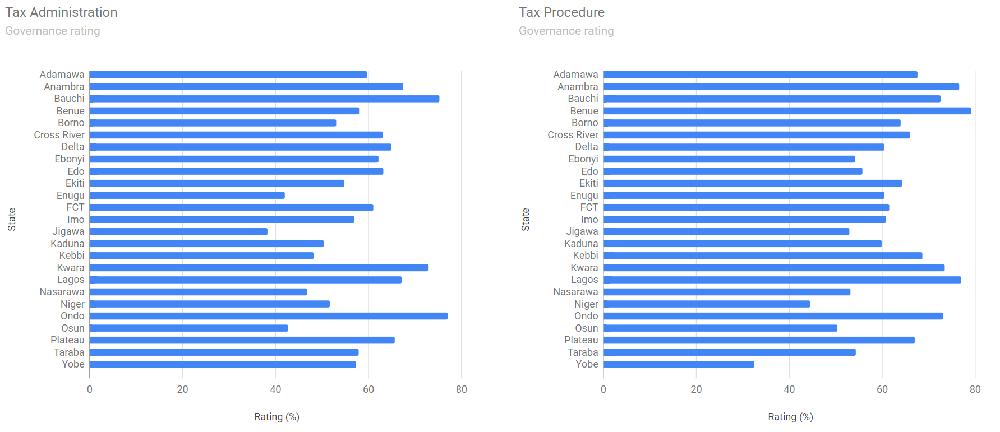 Tax Administration
Governance rating
State
Adamawa
Anambra
Bauchi
Benue
Borno
Cross River
Delta
Ebonyi
Edo
Ekiti
Enugu
FCT
Imo
Jigawa
Kaduna
Kebbi
Kwara
Lagos
Nasarawa
Niger
Ondo
Osun
Plateau
Taraba
Yobe
0 20 40 60 80
Rating (%)
Tax Procedure
Governance rating
State
Adamawa
Anambra
Bauchi
Benue
Borno
Cross River
Delta
Ebonyi
Edo
Ekiti
Enugu
FCT
Imo
Jigawa
Kaduna
Kebbi
Kwara
Lagos
Nasarawa
Niger
Ondo
Osun
Plateau
Taraba
Yobe
0 20 40 60 80
Rating (%)